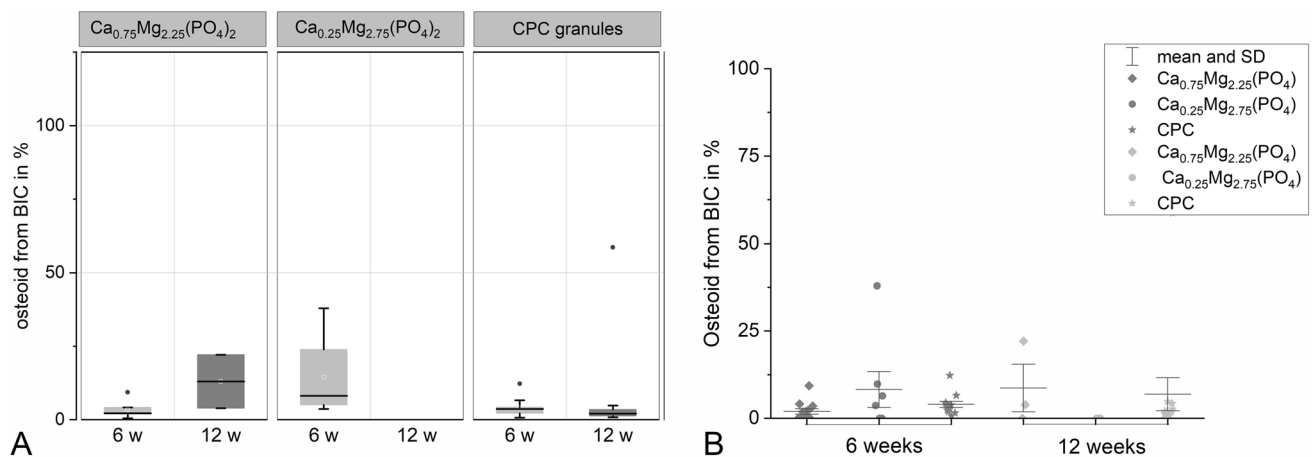 Ca0.75Mg2.25(PO4)2
Ca0.25Mg2.75(PO4)2
CPC granules
osteoid from BIC in %
100
50
0
6 w
12 w
6 w
12 w
6 w
12 w
A
Osteoid from BIC in %
100
75
50
25
0
6 weeks
12 weeks
mean and SD
Ca0.75Mg2.25(PO4)
Ca0.25Mg2.75(PO4)
CPC
Ca0.75Mg2.25(PO4)
Ca0.25Mg2.75(PO4)
CPC
B